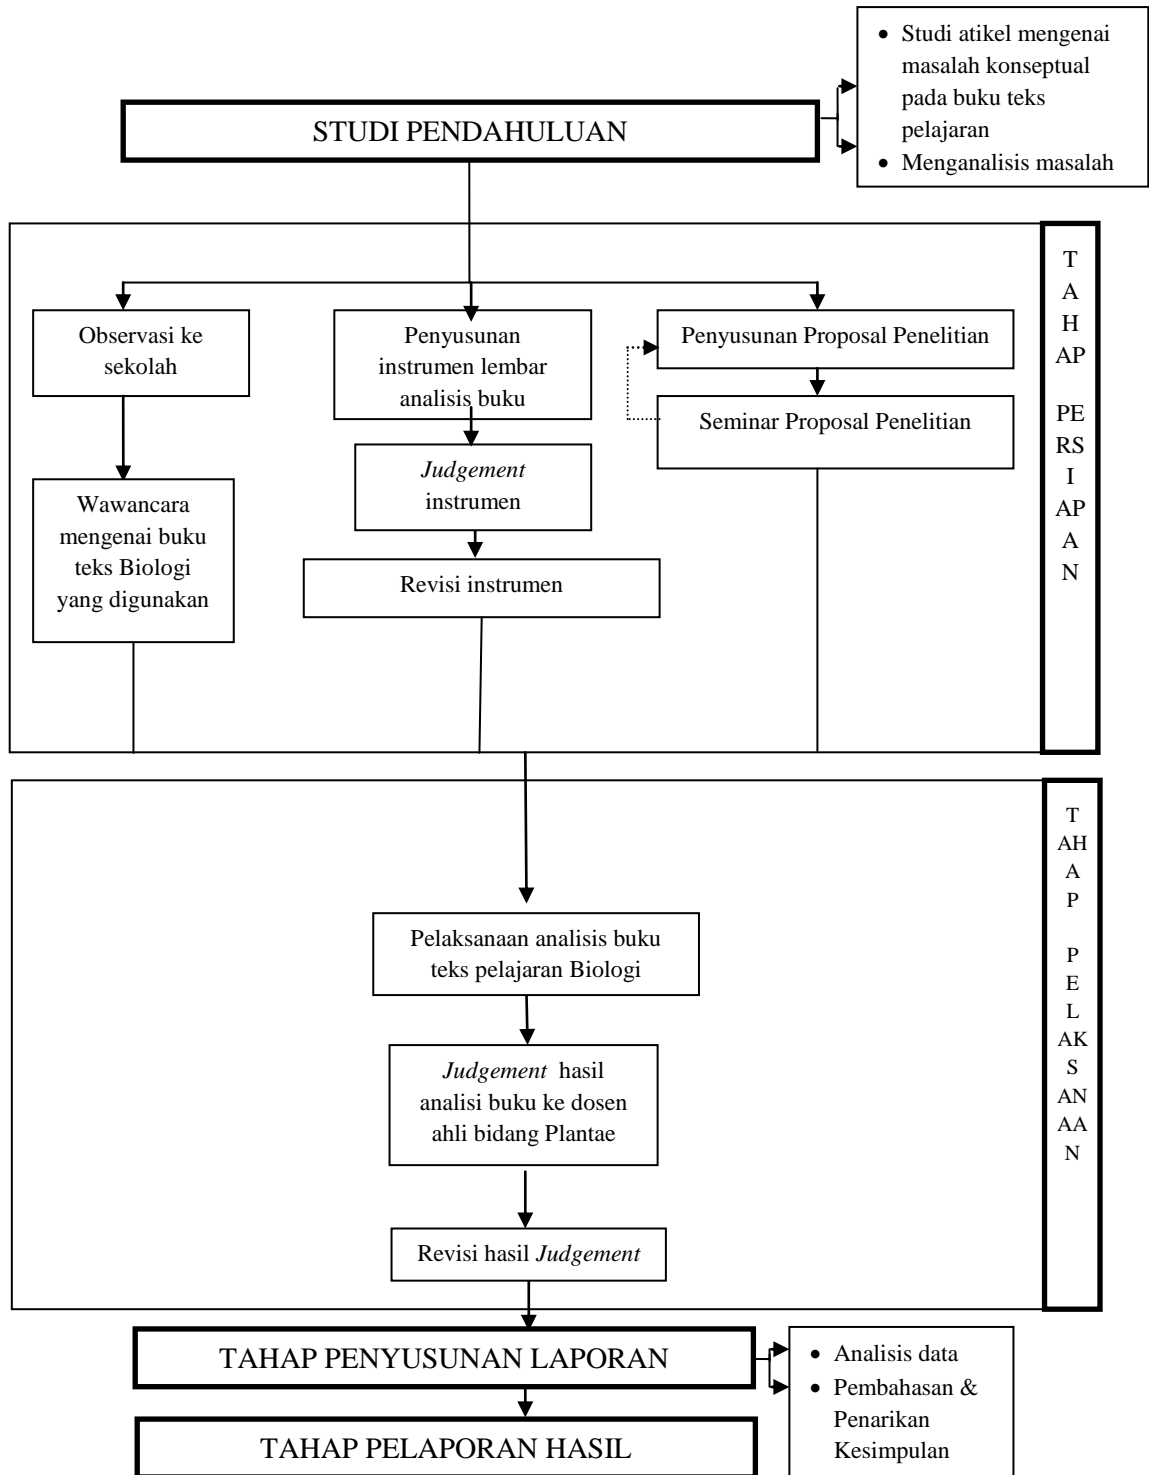 • Studi atikel mengenai
masalah konseptual
pada buku teks
pelajaran
• Menganalisis masalah
STUDI PENDAHULUAN
T
A
H
AP
PE
RS
I
AP
A
N
Observasi ke
sekolah
Penyusunan
instrumen lembar
analisis buku
Penyusunan Proposal Penelitian
Seminar Proposal Penelitian
Judgement
instrumen
Wawancara
mengenai buku
teks Biologi
yang digunakan
Revisi instrumen
T
AH
A
P
P
E
L
AK
S
AN
AA
N
Pelaksanaan analisis buku
teks pelajaran Biologi
Judgement hasil
analisi buku ke dosen
ahli bidang Plantae
Revisi hasil Judgement
TAHAP PENYUSUNAN LAPORAN
• Analisis data
• Pembahasan &
Penarikan
Kesimpulan
TAHAP PELAPORAN HASIL